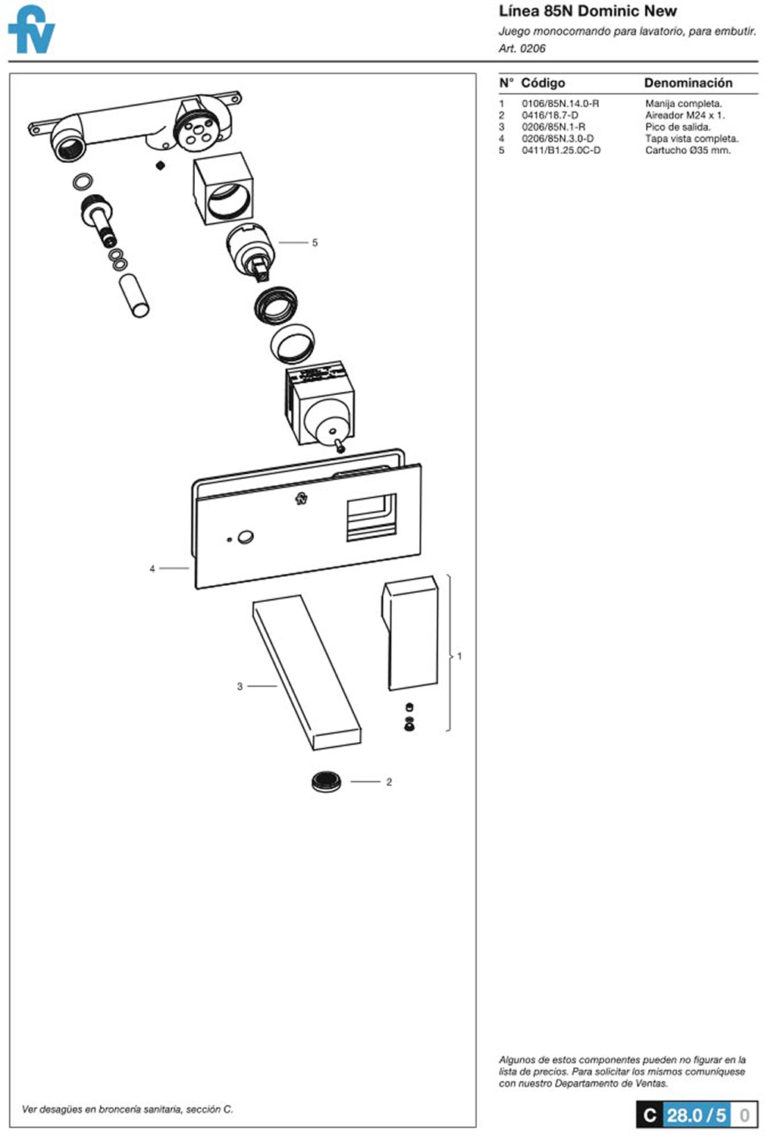 fv
Línea 85N Dominic New
Juego monocomando para lavatorio, para embutir.
Art. 0206
N° Código Denominación
1 0106/85N.14.0-R Manija completa.
2 0416/18.7-D Aireador M24 x 1.
3 0206/85N.1-R Pico de salida.
4 0206/85N.3.0-D Tapa vista completa.
5 0411/B1.25.0C-D Cartucho Ø35 mm.
5
fv
4
1
3
2
Algunos de estos componentes pueden no figurar en la
lista de precios. Para solicitar los mismos comuníquese
con nuestro Departamento de Ventas.
Ver desagües en broncería sanitaria, sección C.
C 28.0 / 5 0